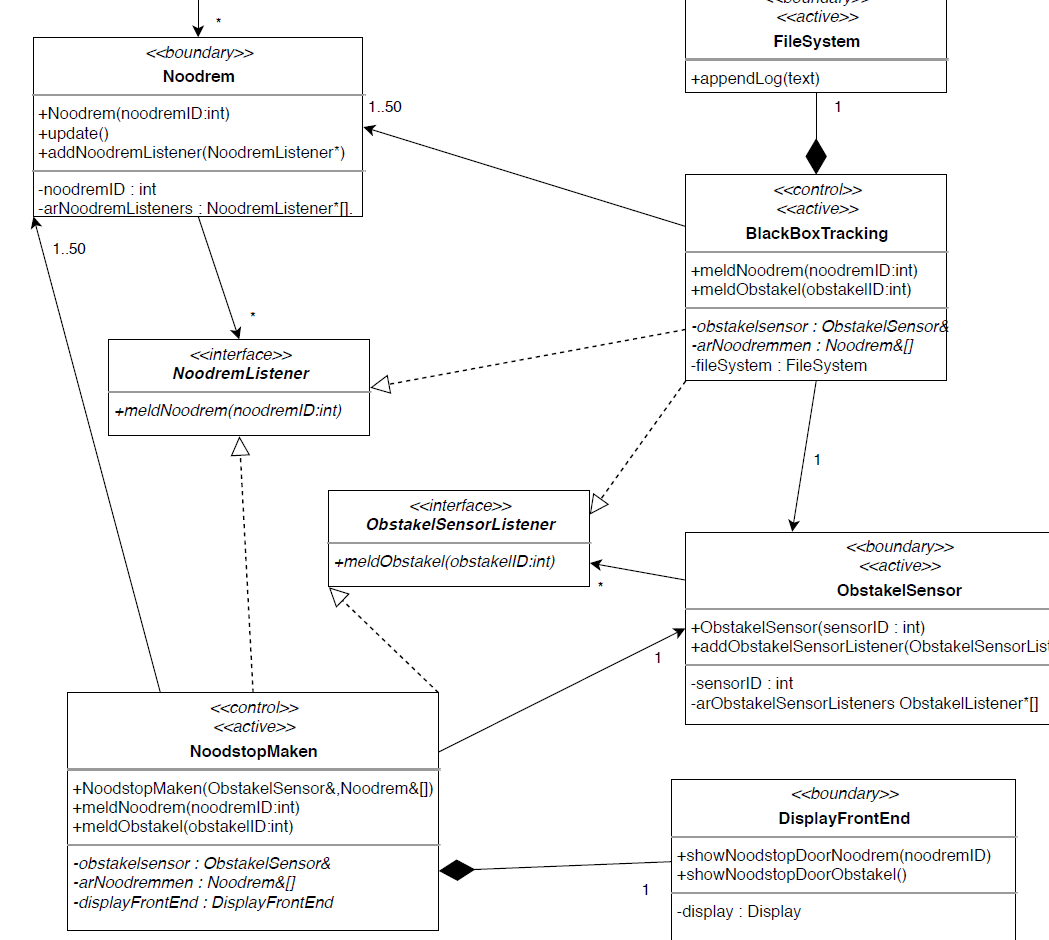 *
<<boundary>>
Noodrem
+Noodrem(noodremID:int)
+update()
+addNoodremListener(NoodremListener*)
-noodremID : int
-arNoodremListeners : NoodremListener*[].
1..50
1..50
*
<<boundary>>
<<active>>
FileSystem
+appendLog(text)
1
<<control>>
<<active>>
BlackBoxTracking
+meldNoodrem(noodremID:int)
+meldObstakel(obstakelID:int)
-obstakelsensor : ObstakelSensor&
-arNoodremmen : Noodrem&[]
-fileSystem : FileSystem
<<interface>>
NoodremListener
+meldNoodrem(noodremID:int)
1
<<interface>>
ObstakelSensorListener
+meldObstakel(obstakelID:int)
*
<<boundary>>
<<active>>
ObstakelSensor
+ObstakelSensor(sensorID : int)
+addObstakelSensorListener(ObstakelSensorList
-sensorID : int
-arObstakelSensorListeners ObstakelListener*[]
1
<<control>>
<<active>>
NoodstopMaken
+NoodstopMaken(ObstakelSensor&,Noodrem&[])
+meldNoodrem(noodremID:int)
+meldObstakel(obstakelID:int)
-obstakelsensor : ObstakelSensor&
-arNoodremmen : Noodrem&[]
-displayFrontEnd : DisplayFrontEnd
1
<<boundary>>
DisplayFrontEnd
+showNoodstopDoorNoodrem(noodremID)
+showNoodstopDoorObstakel()
-display : Display